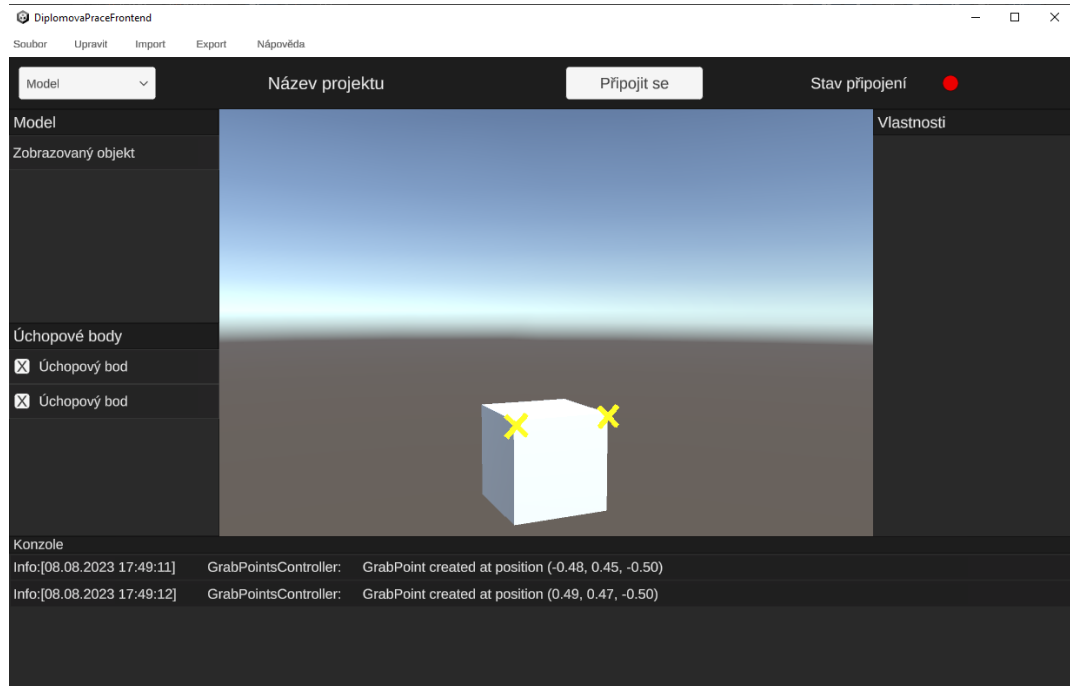 DiplomovaPraceFrontend
Soubor Upravit Import Export Nápověda
Model Název projektu Připojit se Stav připojení
Model
Zobrazovaný objekt
Vlastnosti
Úchopové body
X Úchopový bod
X Úchopový bod
Konzole
Info:[08.08.2023 17:49:11] GrabPointsController: GrabPoint created at position (-0.48, 0.45, -0.50)
Info:[08.08.2023 17:49:12] GrabPointsController: GrabPoint created at position (0.49, 0.47, -0.50)